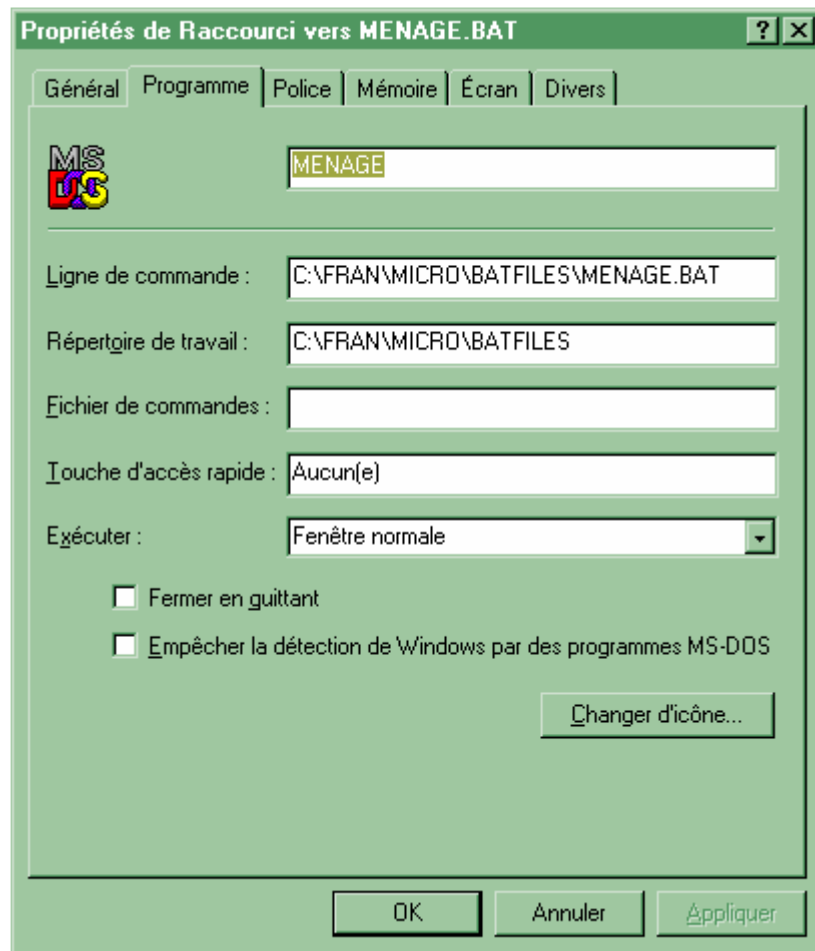 Propriétés de Raccourci vers MENAGE.BAT
Général Programme Police Mémoire Écran Divers
MS
DOS
MENAGE
Ligne de commande : C:\FRAN\MICRO\BATFILES\MENAGE.BAT
Répertoire de travail : C:\FRAN\MICRO\BATFILES
Fichier de commandes :
Touche d'accès rapide : Aucun(e)
Exécuter : Fenêtre normale
Fermer en quittant
Empêcher la détection de Windows par des programmes MS-DOS
Changer d'icône...
OK Annuler Appliquer